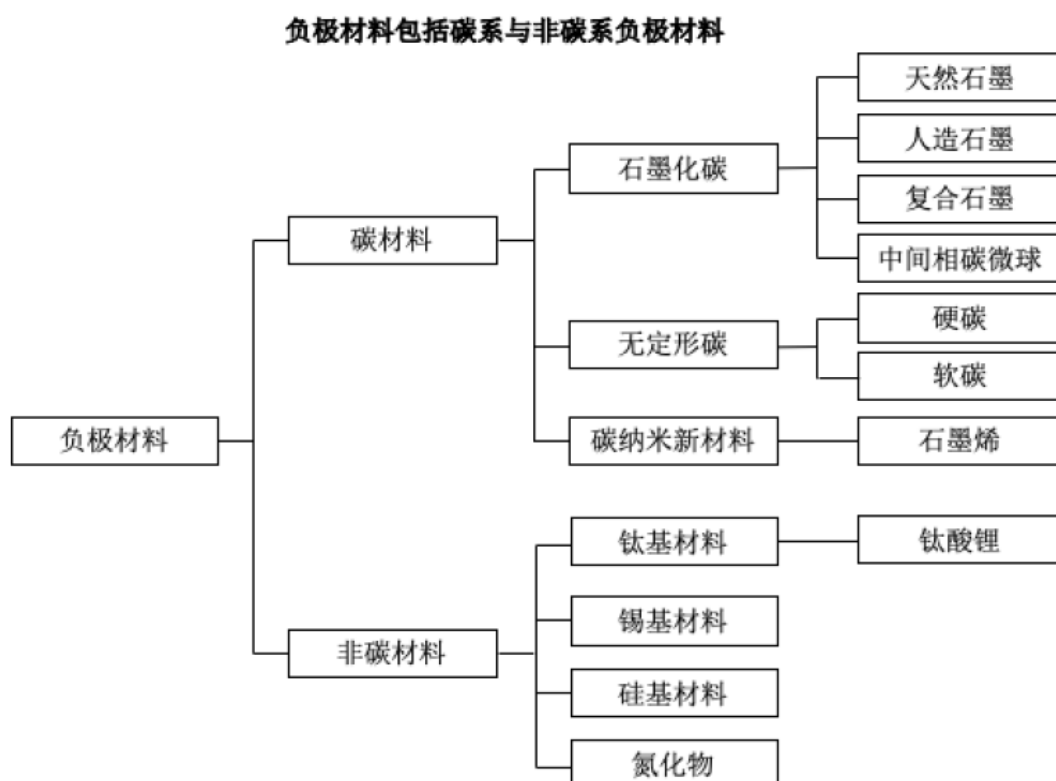 负极材料包括碳系与非碳系负极材料
天然石墨
人造石墨
石墨化碳
复合石墨
碳材料
中间相碳微球
硬碳
无定形碳
软碳
负极材料
碳纳米新材料
石墨烯
钛基材料
钛酸锂
锡基材料
非碳材料
硅基材料
氮化物